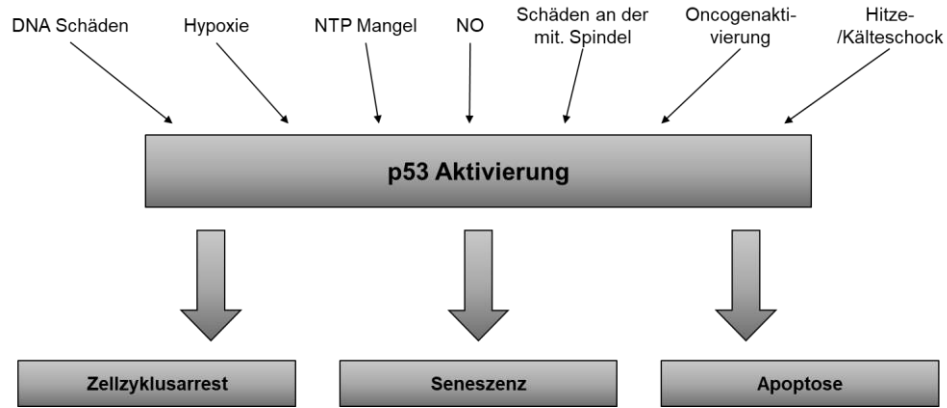 DNA Schäden
Hypoxie
NTP Mangel
NO
Schäden an der
mit. Spindel
Oncogenakti-
vierung
Hitze-
/Kälteschock
p53 Aktivierung
Zellzyklusarrest
Seneszenz
Apoptose